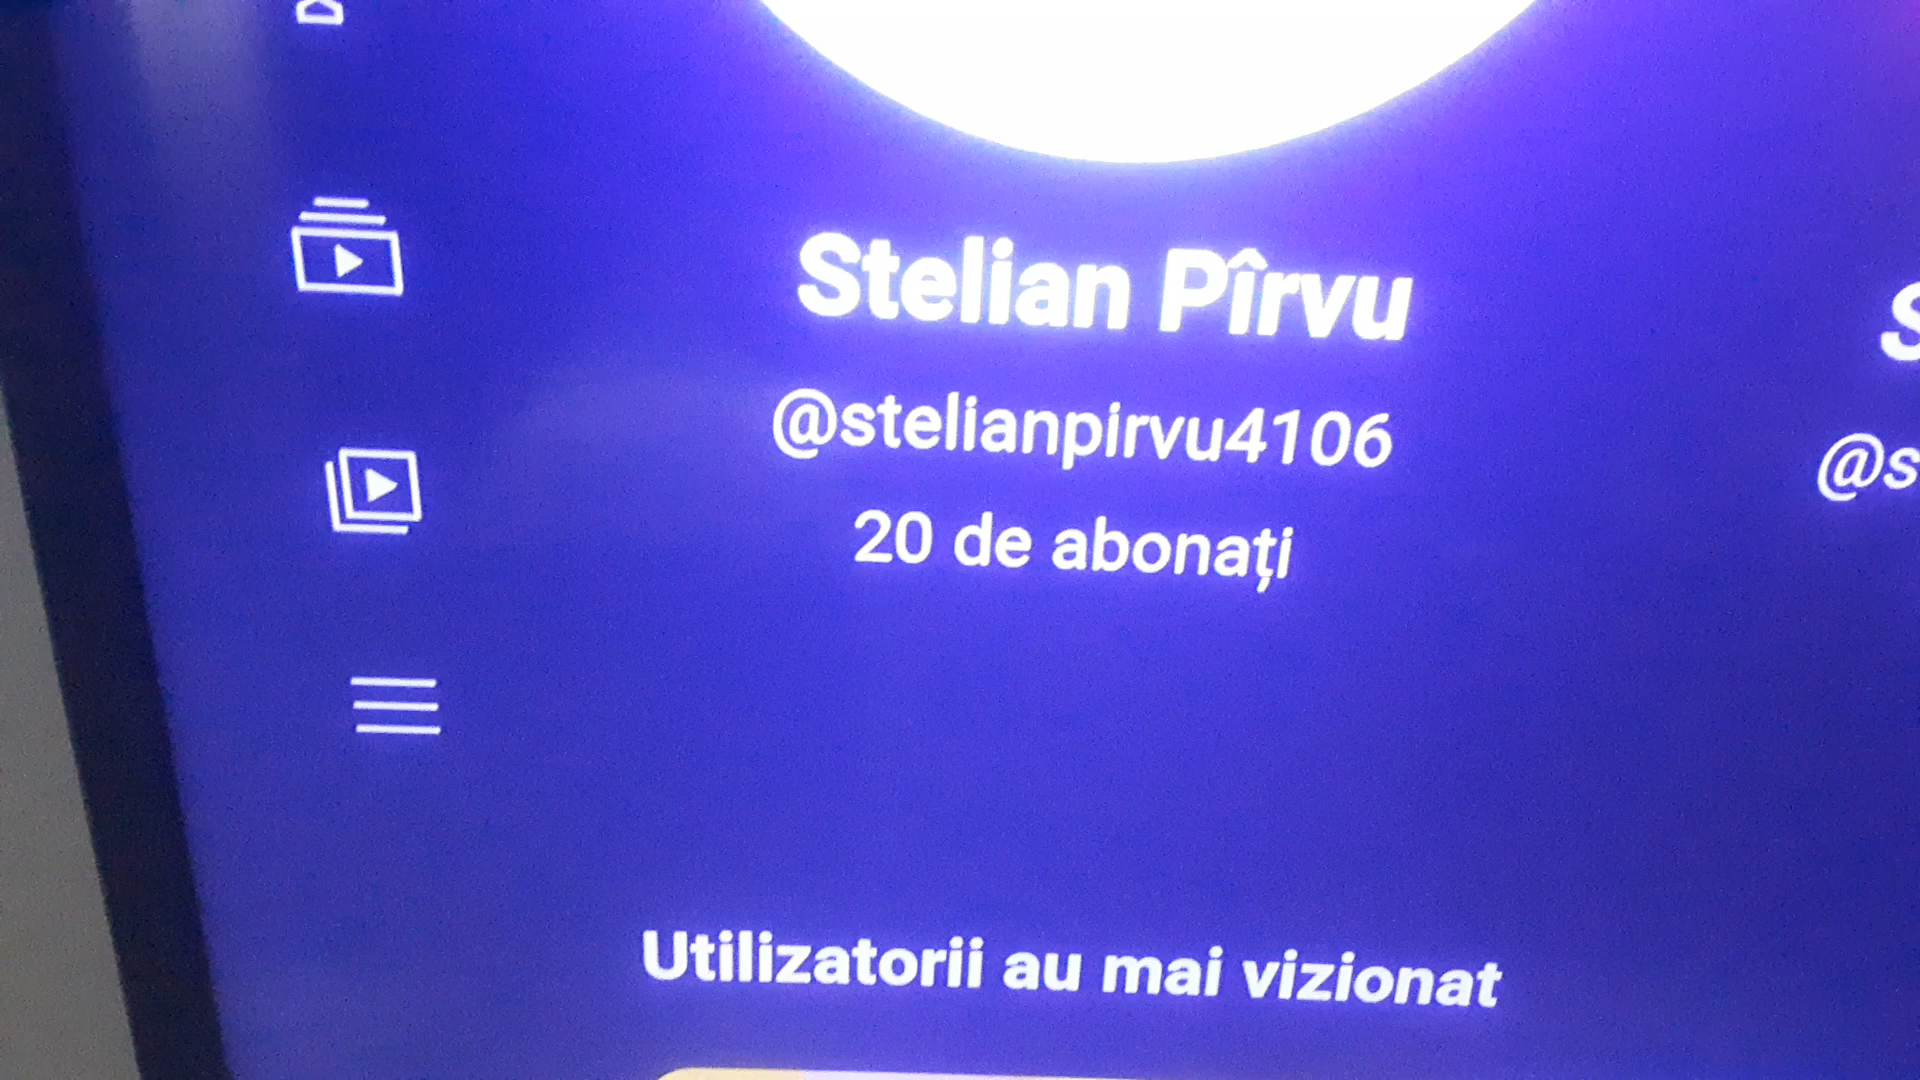 Stelian Pîrvu
@stelianpirvu4106
20 de abonați
Utilizatorii au mai vizionat